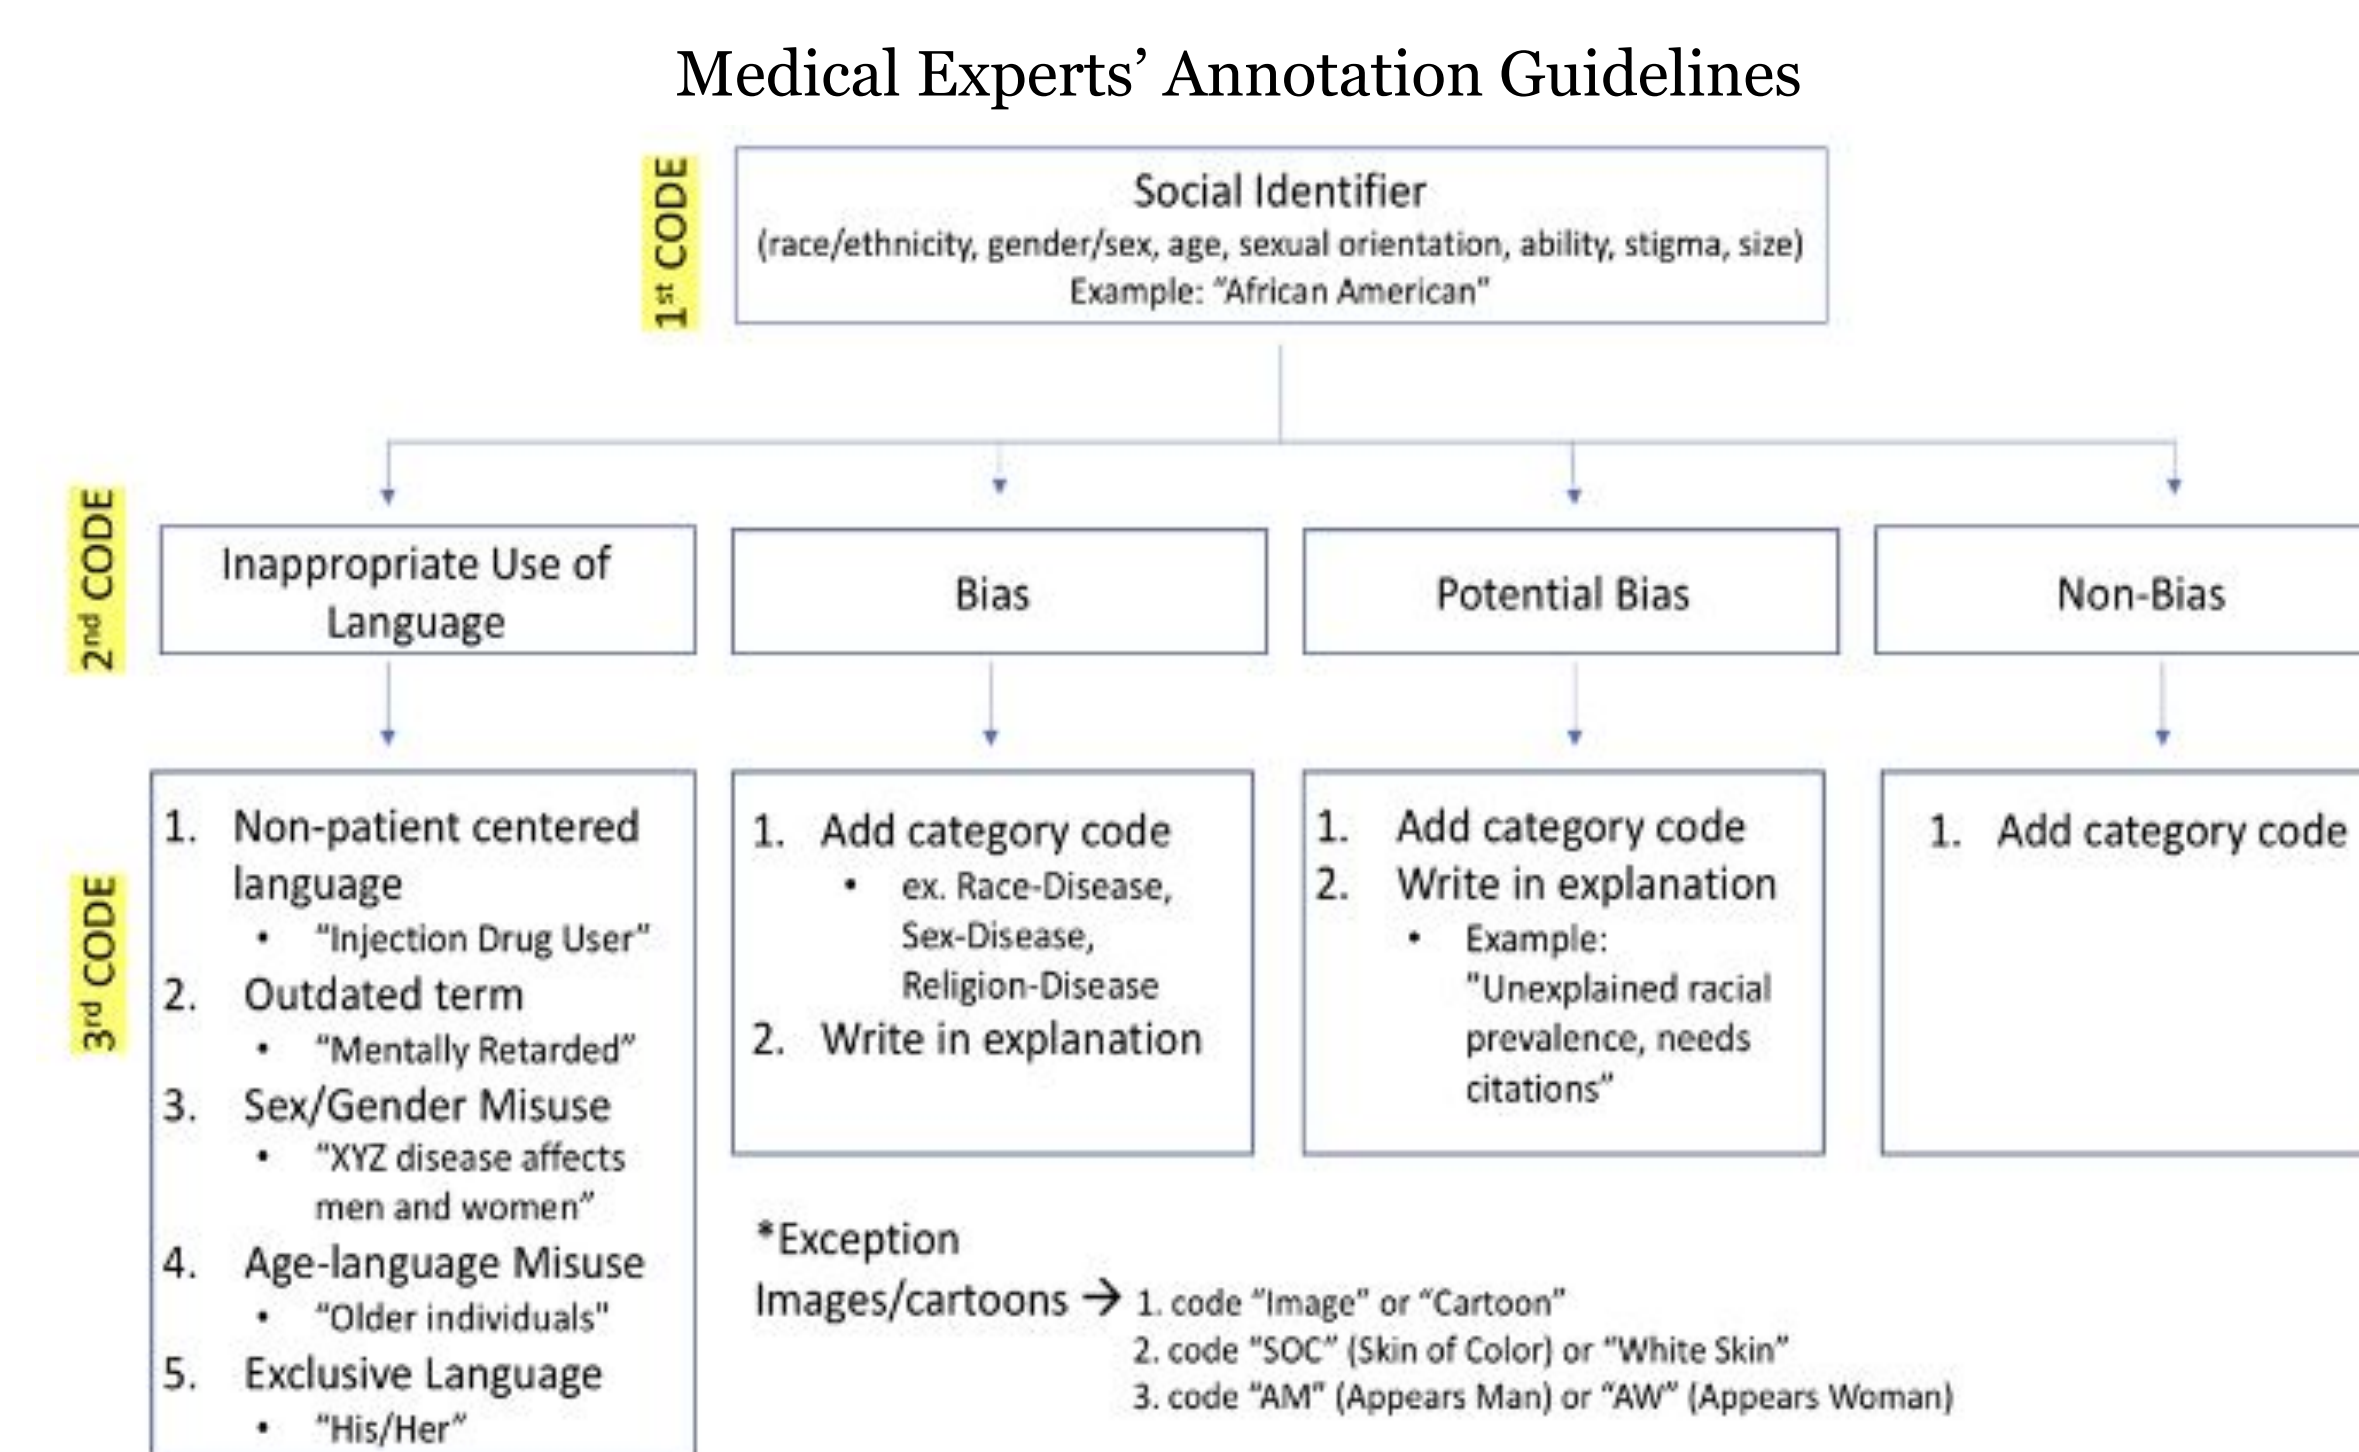 Medical Experts’ Annotation Guidelines
1st CODE
Social Identifier
(race/ethnicity, gender/sex, age, sexual orientation, ability, stigma, size)
Example: “African American”
2nd CODE
Inappropriate Use of
Language
Bias
Potential Bias
Non-Bias
3rd CODE
1. Non-patient centered
language
• “Injection Drug User”
2. Outdated term
• “Mentally Retarded”
3. Sex/Gender Misuse
• “XYZ disease affects
men and women”
4. Age-language Misuse
• “Older individuals"
5. Exclusive Language
• “His/Her”
1. Add category code
• ex. Race-Disease,
Sex-Disease,
Religion-Disease
2. Write in explanation
1. Add category code
2. Write in explanation
• Example:
"Unexplained racial
prevalence, needs
citations”
1. Add category code
*Exception
Images/cartoons → 1. code “Image” or “Cartoon”
2. code “SOC” (Skin of Color) or “White Skin”
3. code “AM” (Appears Man) or “AW” (Appears Woman)